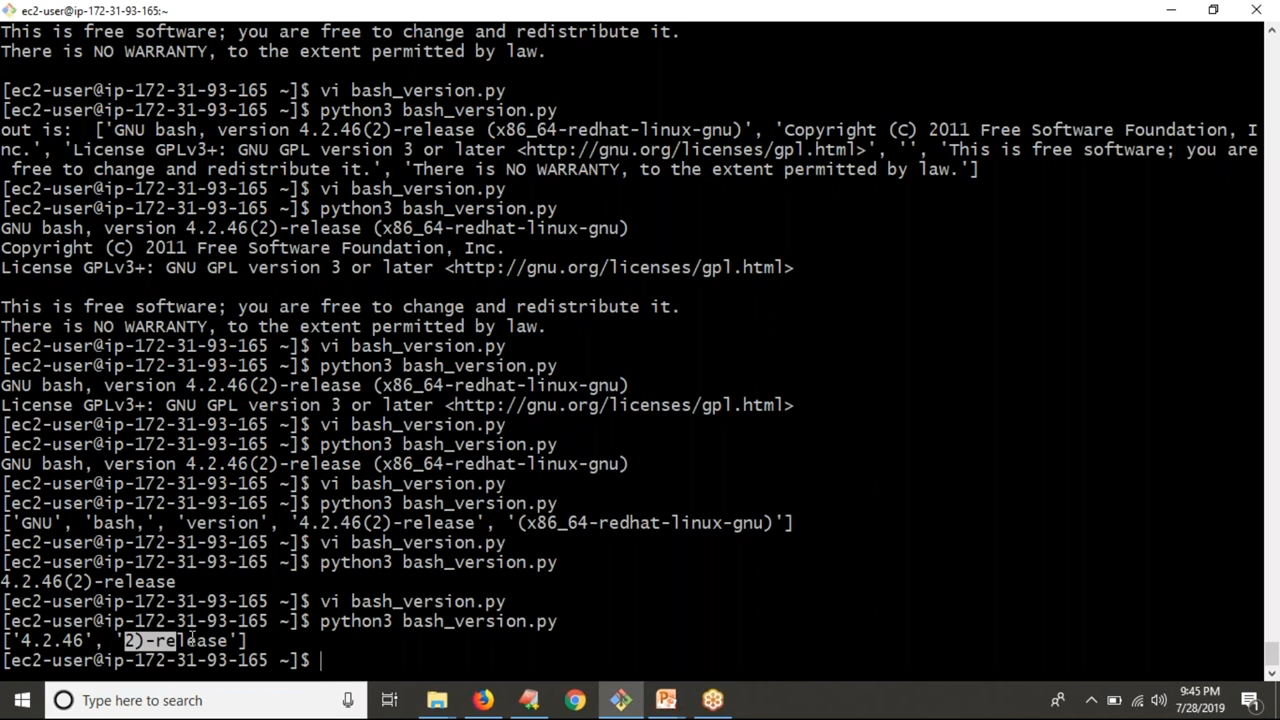 ec2-user@ip-172-31-93-165:~
This is free software; you are free to change and redistribute it.
There is NO WARRANTY, to the extent permitted by law.
[ec2-user@ip-172-31-93-165 ~]$ vi bash_version.py
[ec2-user@ip-172-31-93-165 ~]$ python3 bash_version.py
out is:  ['GNU bash, version 4.2.46(2)-release (x86_64-redhat-linux-gnu)', 'Copyright (C) 2011 Free Software Foundation, I
nc.', 'License GPLv3+: GNU GPL version 3 or later <http://gnu.org/licenses/gpl.html>', '', 'This is free software; you are
 free to change and redistribute it.', 'There is NO WARRANTY, to the extent permitted by law.']
[ec2-user@ip-172-31-93-165 ~]$ vi bash_version.py
[ec2-user@ip-172-31-93-165 ~]$ python3 bash_version.py
GNU bash, version 4.2.46(2)-release (x86_64-redhat-linux-gnu)
Copyright (C) 2011 Free Software Foundation, Inc.
License GPLv3+: GNU GPL version 3 or later <http://gnu.org/licenses/gpl.html>
This is free software; you are free to change and redistribute it.
There is NO WARRANTY, to the extent permitted by law.
[ec2-user@ip-172-31-93-165 ~]$ vi bash_version.py
[ec2-user@ip-172-31-93-165 ~]$ python3 bash_version.py
GNU bash, version 4.2.46(2)-release (x86_64-redhat-linux-gnu)
License GPLv3+: GNU GPL version 3 or later <http://gnu.org/licenses/gpl.html>
[ec2-user@ip-172-31-93-165 ~]$ vi bash_version.py
[ec2-user@ip-172-31-93-165 ~]$ python3 bash_version.py
GNU bash, version 4.2.46(2)-release (x86_64-redhat-linux-gnu)
[ec2-user@ip-172-31-93-165 ~]$ vi bash_version.py
[ec2-user@ip-172-31-93-165 ~]$ python3 bash_version.py
['GNU', 'bash,', 'version', '4.2.46(2)-release', '(x86_64-redhat-linux-gnu)']
[ec2-user@ip-172-31-93-165 ~]$ vi bash_version.py
[ec2-user@ip-172-31-93-165 ~]$ python3 bash_version.py
4.2.46(2)-release
[ec2-user@ip-172-31-93-165 ~]$ vi bash_version.py
[ec2-user@ip-172-31-93-165 ~]$ python3 bash_version.py
['4.2.46', '2)-release']
[ec2-user@ip-172-31-93-165 ~]$
Type here to search
9:45 PM
7/28/2019
1